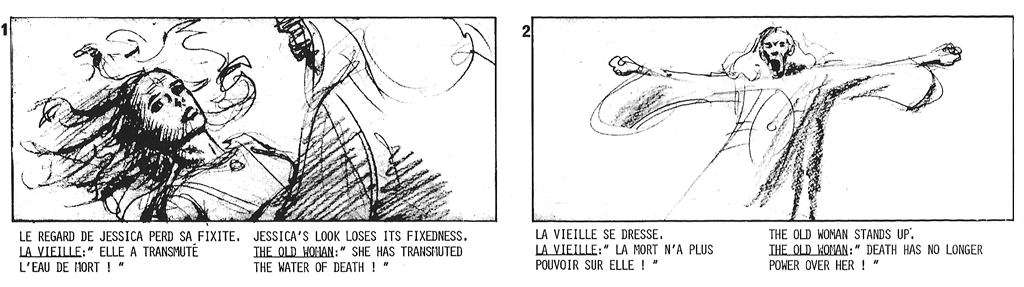 1
LE REGARD DE JESSICA PERD SA FIXITE.
LA VIEILLE:" ELLE A TRANSMUTÉ
L'EAU DE MORT ! "
JESSICA'S LOOK LOSES ITS FIXEDNESS.
THE OLD WOMAN:" SHE HAS TRANSMUTED
THE WATER OF DEATH ! "
2
LA VIEILLE SE DRESSE.
LA VIEILLE:" LA MORT N'A PLUS
POUVOIR SUR ELLE ! "
THE OLD WOMAN STANDS UP.
THE OLD WOMAN:" DEATH HAS NO LONGER
POWER OVER HER ! "